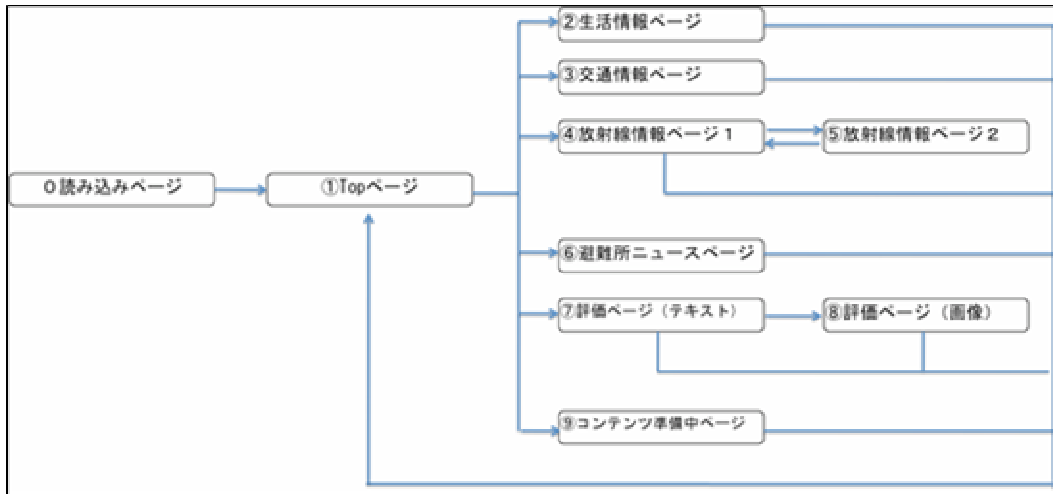 ②生活情報ページ
③交通情報ページ
④放射線情報ページ１
⑤放射線情報ページ２
０読み込みページ
①Topページ
⑥避難所ニュースページ
⑦評価ページ（テキスト）
⑧評価ページ（画像）
⑨コンテンツ準備中ページ